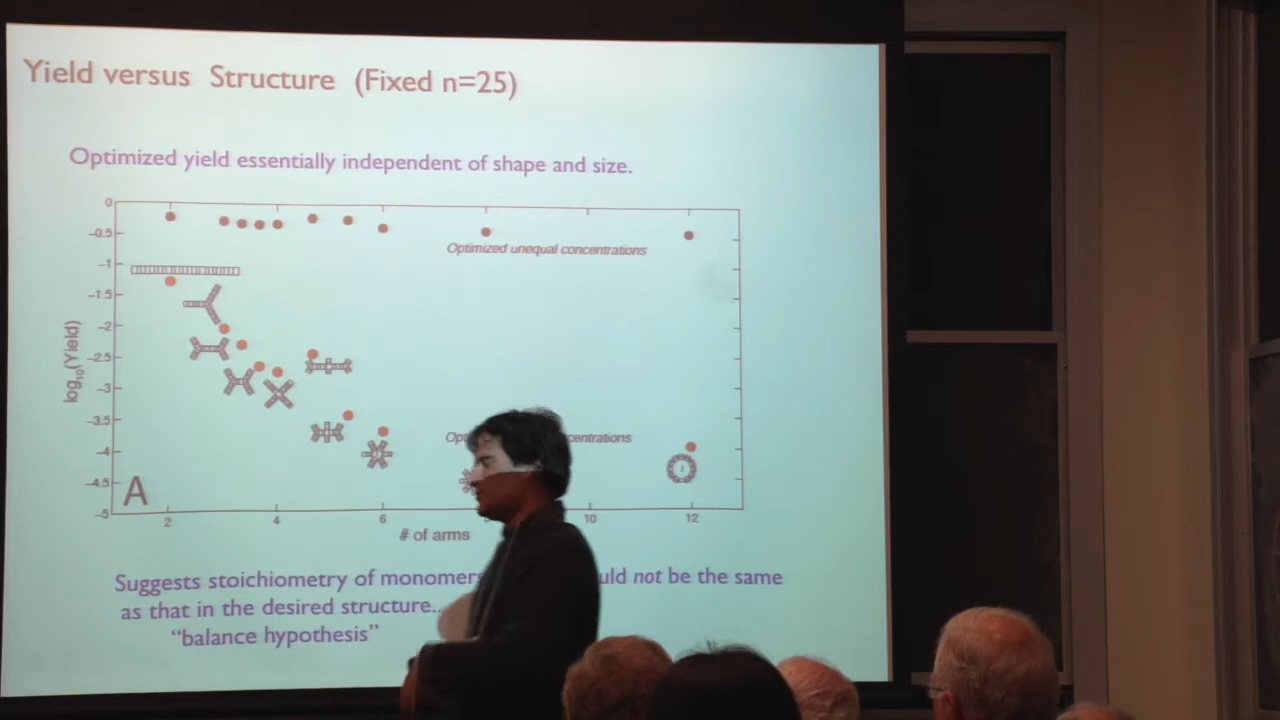 Yield versus Structure (Fixed n=25)
Optimized yield essentially independent of shape and size.
0
-0.5
-1
-1.5
-2
-2.5
-3
-3.5
-4
-4.5
-5
log10(Yield)
Optimized unequal concentrations
centrations
A
2
4
6
10
12
# of arms
Suggests stoichiometry of monomers not be the same
as that in the desired structure..
“balance hypothesis”